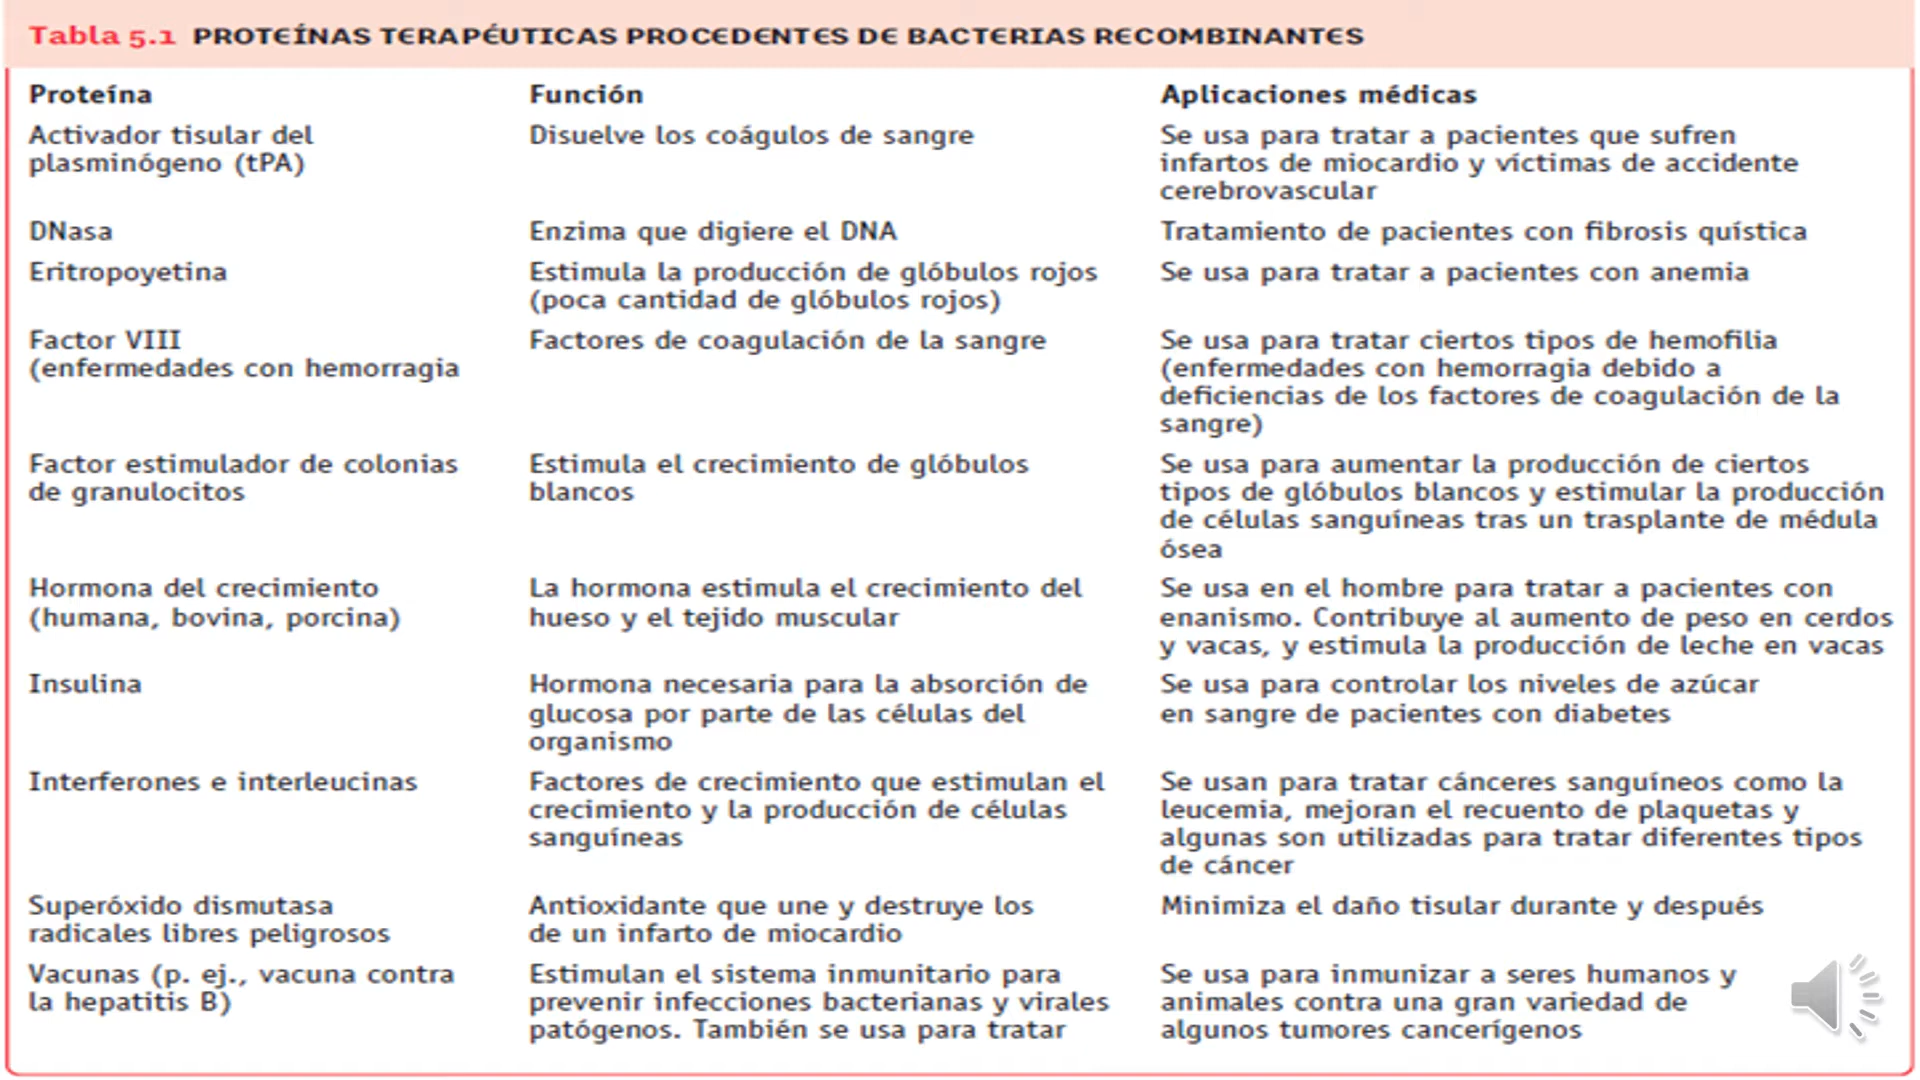 Tabla 5.1 PROTEÍNAS TERAPÉUTICAS PROCEDENTES DE BACTERIAS RECOMBINANTES
Proteína Función Aplicaciones médicas
Activador tisular del Disuelve los coágulos de sangre Se usa para tratar a pacientes que sufren
plasminógeno (tPA) infartos de miocardio y víctimas de accidente
cerebrovascular
DNasa Enzima que digiere el DNA Tratamiento de pacientes con fibrosis quística
Eritropoyetina Estimula la producción de glóbulos rojos Se usa para tratar a pacientes con anemia
(poca cantidad de glóbulos rojos)
Factor VIII Factores de coagulación de la sangre Se usa para tratar ciertos tipos de hemofilia
(enfermedades con hemorragia (enfermedades con hemorragia debido a
deficiencias de los factores de coagulación de la
sangre)
Factor estimulador de colonias Estimula el crecimiento de glóbulos Se usa para aumentar la producción de ciertos
de granulocitos blancos tipos de glóbulos blancos y estimular la producción
de células sanguíneas tras un trasplante de médula
ósea
Hormona del crecimiento La hormona estimula el crecimiento del Se usa en el hombre para tratar a pacientes con
(humana, bovina, porcina) hueso y el tejido muscular enanismo. Contribuye al aumento de peso en cerdos
y vacas, y estimula la producción de leche en vacas
Insulina Hormona necesaria para la absorción de Se usa para controlar los niveles de azúcar
glucosa por parte de las células del en sangre de pacientes con diabetes
organismo
Interferones e interleucinas Factores de crecimiento que estimulan el Se usan para tratar cánceres sanguíneos como la
crecimiento y la producción de células leucemia, mejoran el recuento de plaquetas y
sanguíneas algunas son utilizadas para tratar diferentes tipos
de cáncer
Superóxido dismutasa Antioxidante que une y destruye los Minimiza el daño tisular durante y después
radicales libres peligrosos de un infarto de miocardio
Vacunas (p. ej., vacuna contra Estimulan el sistema inmunitario para Se usa para inmunizar a seres humanos y
la hepatitis B) prevenir infecciones bacterianas y virales animales contra una gran variedad de
patógenos. También se usa para tratar algunos tumores cancerígenos